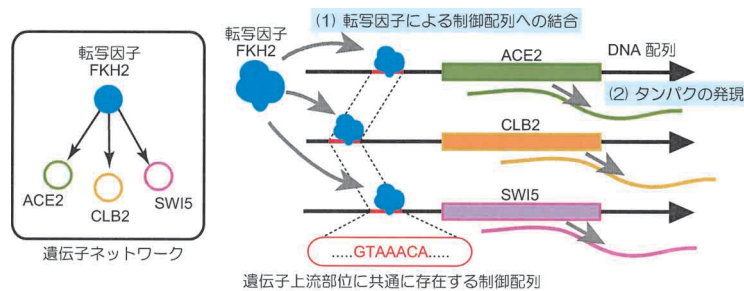 転写因子
FKH2
ACE2
CLB2
SWI5
遺伝子ネットワーク
転写因子
FKH2
(1) 転写因子による制御配列への結合
ACE2
DNA 配列
(2) タンパクの発現
CLB2
SWI5
.....GTAAACA.....
遺伝子上流部位に共通に存在する制御配列